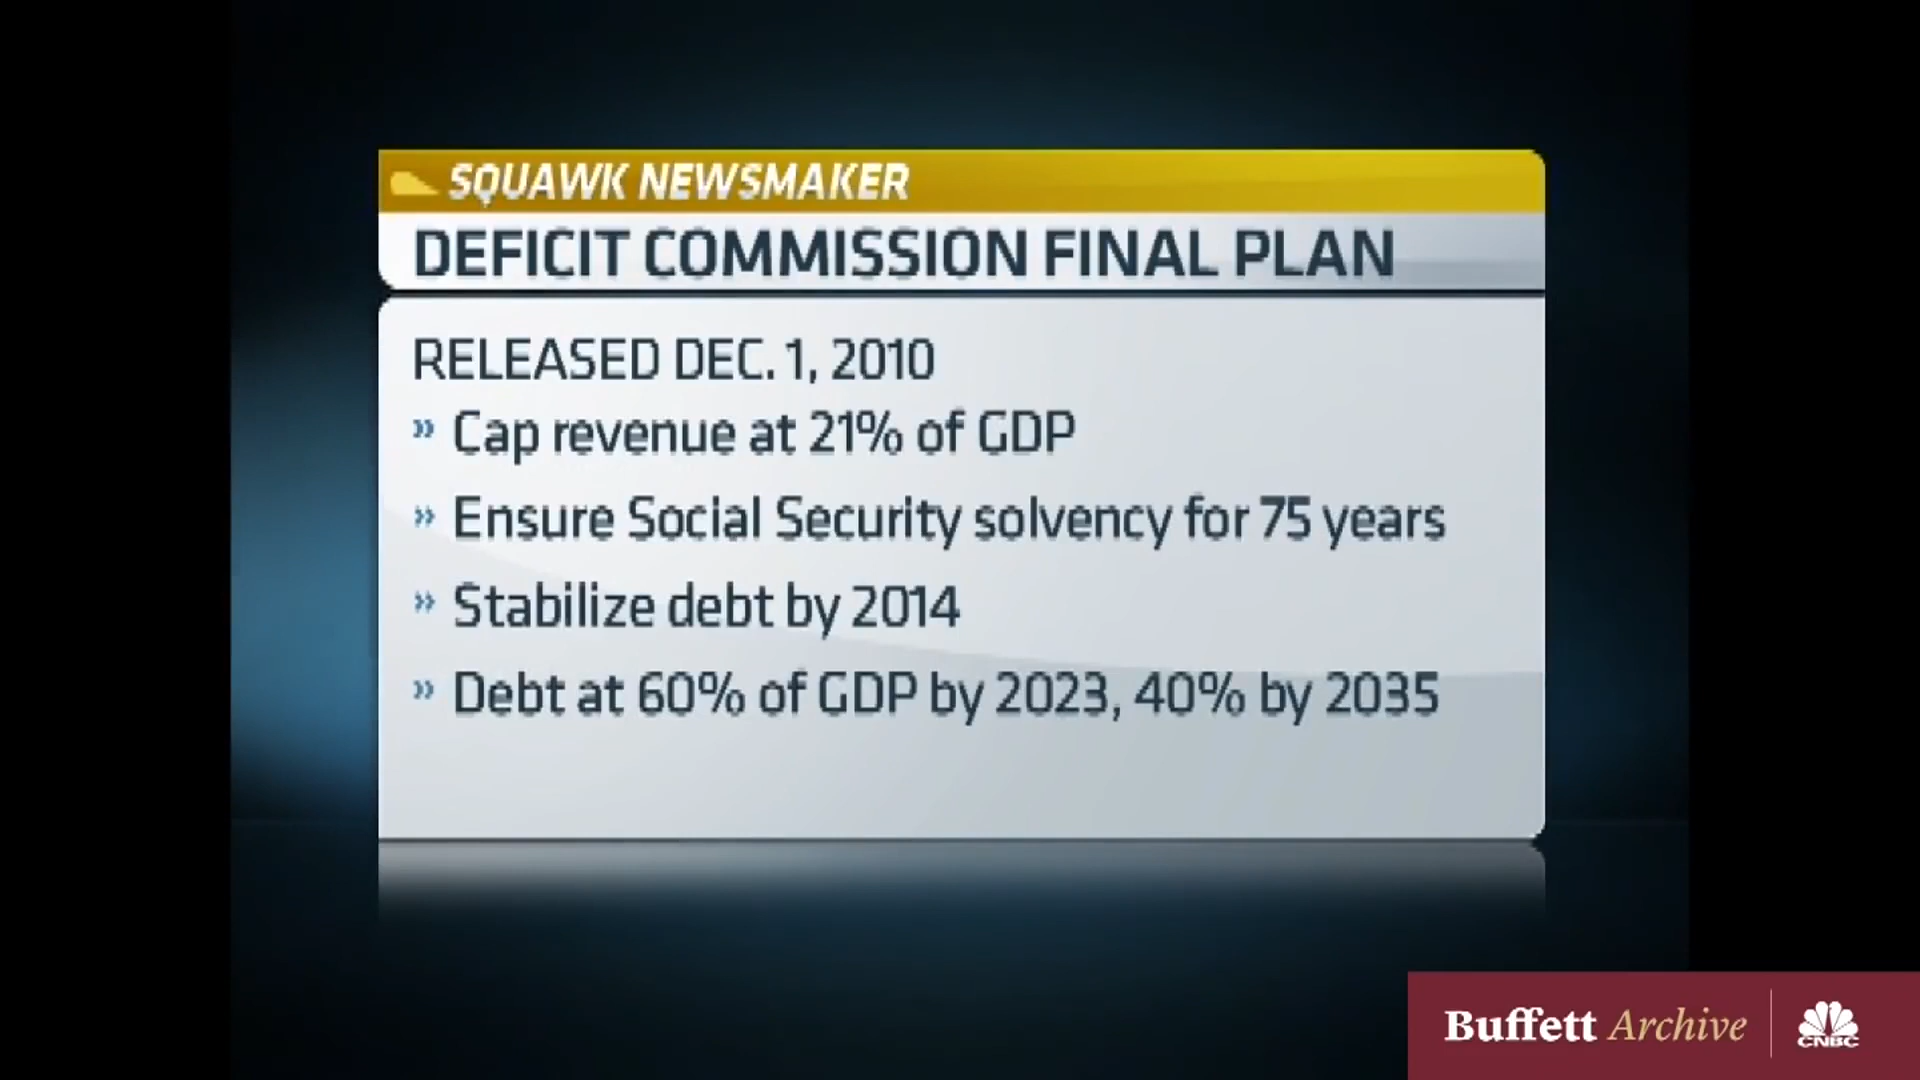 SQUAWK NEWSMAKER
DEFICIT COMMISSION FINAL PLAN
RELEASED DEC. 1, 2010
» Cap revenue at 21% of GDP
» Ensure Social Security solvency for 75 years
» Stabilize debt by 2014
» Debt at 60% of GDP by 2023, 40% by 2035
Buffett Archive
CNBC